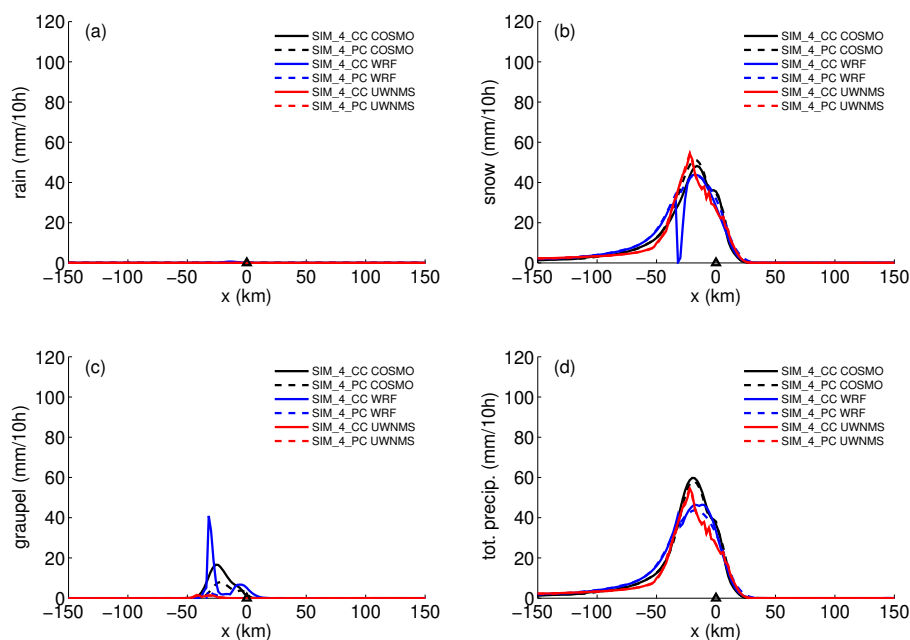 (a)
rain (mm/10h)
120
100
80
60
40
20
0
−150 −100 −50 0 50 100 150
x (km)
SIM_4_CC COSMO
SIM_4_PC COSMO
SIM_4_CC WRF
SIM_4_PC WRF
SIM_4_CC UWNMS
SIM_4_PC UWNMS
(b)
snow (mm/10h)
120
100
80
60
40
20
0
−150 −100 −50 0 50 100 150
x (km)
SIM_4_CC COSMO
SIM_4_PC COSMO
SIM_4_CC WRF
SIM_4_PC WRF
SIM_4_CC UWNMS
SIM_4_PC UWNMS
(c)
graupel (mm/10h)
120
100
80
60
40
20
0
−150 −100 −50 0 50 100 150
x (km)
SIM_4_CC COSMO
SIM_4_PC COSMO
SIM_4_CC WRF
SIM_4_PC WRF
SIM_4_CC UWNMS
SIM_4_PC UWNMS
(d)
tot. precip. (mm/10h)
120
100
80
60
40
20
0
−150 −100 −50 0 50 100 150
x (km)
SIM_4_CC COSMO
SIM_4_PC COSMO
SIM_4_CC WRF
SIM_4_PC WRF
SIM_4_CC UWNMS
SIM_4_PC UWNMS